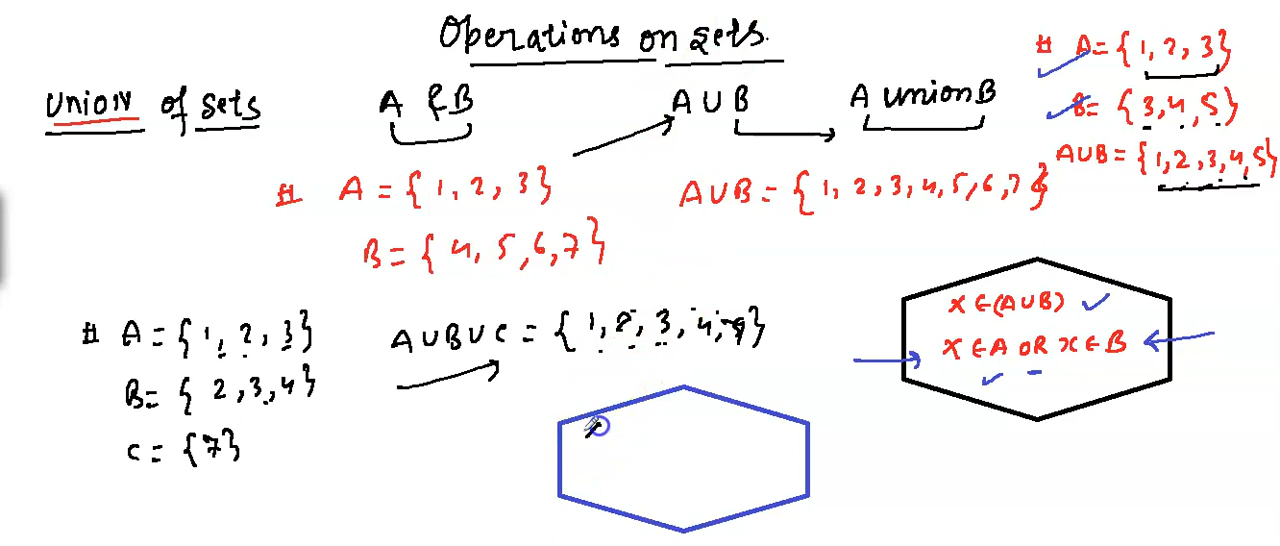 Operations on sets.
Union of sets
A & B
A ∪ B
A union B
# A = {1, 2, 3}
B = {4, 5, 6, 7}
A∪B = {1, 2, 3, 4, 5, 6, 7}
# A = {1, 2, 3}
B = {3, 4, 5}
A∪B = {1, 2, 3, 4, 5}
# A = {1, 2, 3}
B = {2, 3, 4}
C = {7}
A∪B∪C = {1, 2, 3, 4,
x ∈ (A∪B)
x ∈ A OR x ∈ B